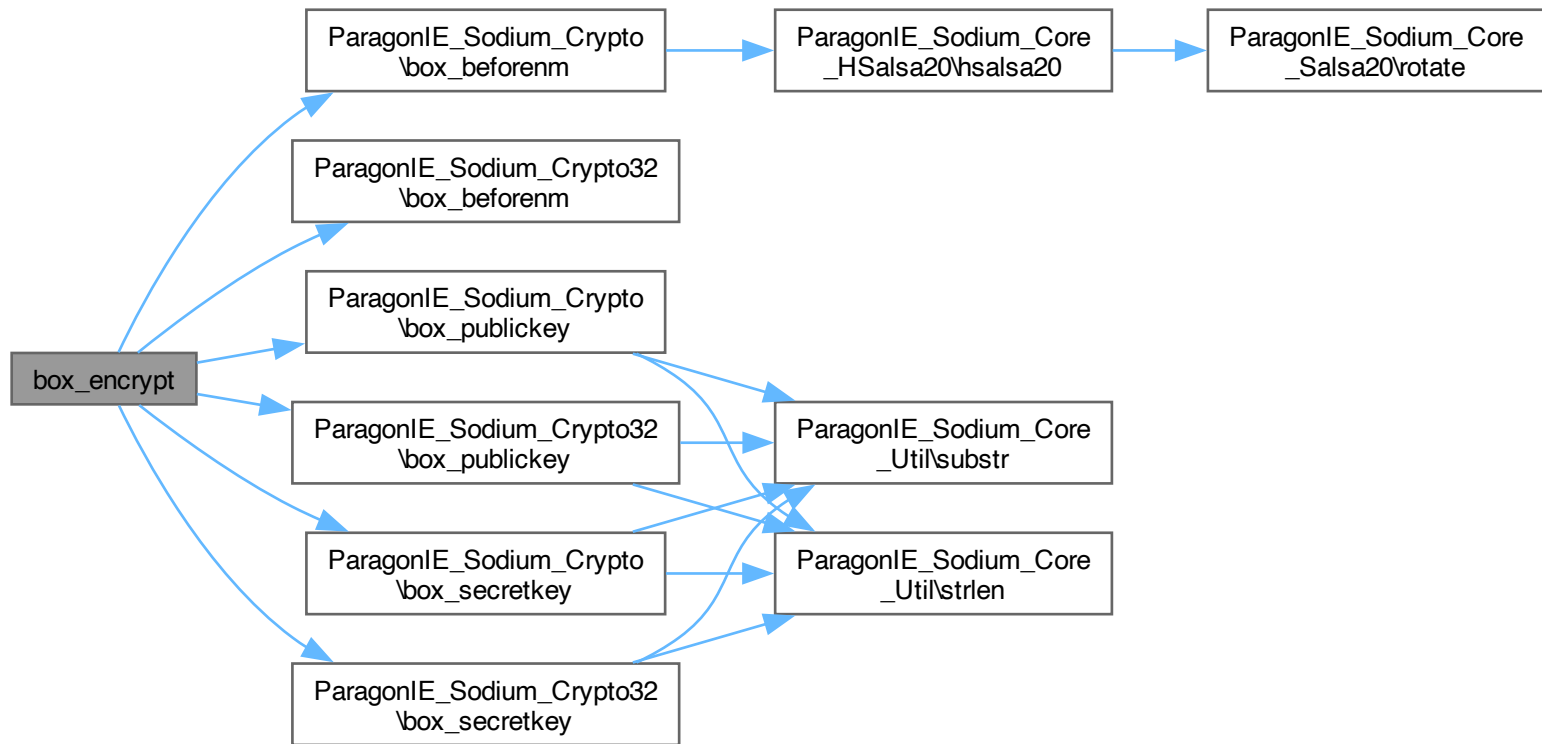 ParagonIE_Sodium_Crypto
\box_beforenm
ParagonIE_Sodium_Core
_HSalsa20\hsalsa20
ParagonIE_Sodium_Core
_Salsa20\rotate
ParagonIE_Sodium_Crypto32
\box_beforenm
ParagonIE_Sodium_Crypto
\box_publickey
box_encrypt
ParagonIE_Sodium_Crypto32
\box_publickey
ParagonIE_Sodium_Core
_Util\substr
ParagonIE_Sodium_Crypto
\box_secretkey
ParagonIE_Sodium_Core
_Util\strlen
ParagonIE_Sodium_Crypto32
\box_secretkey